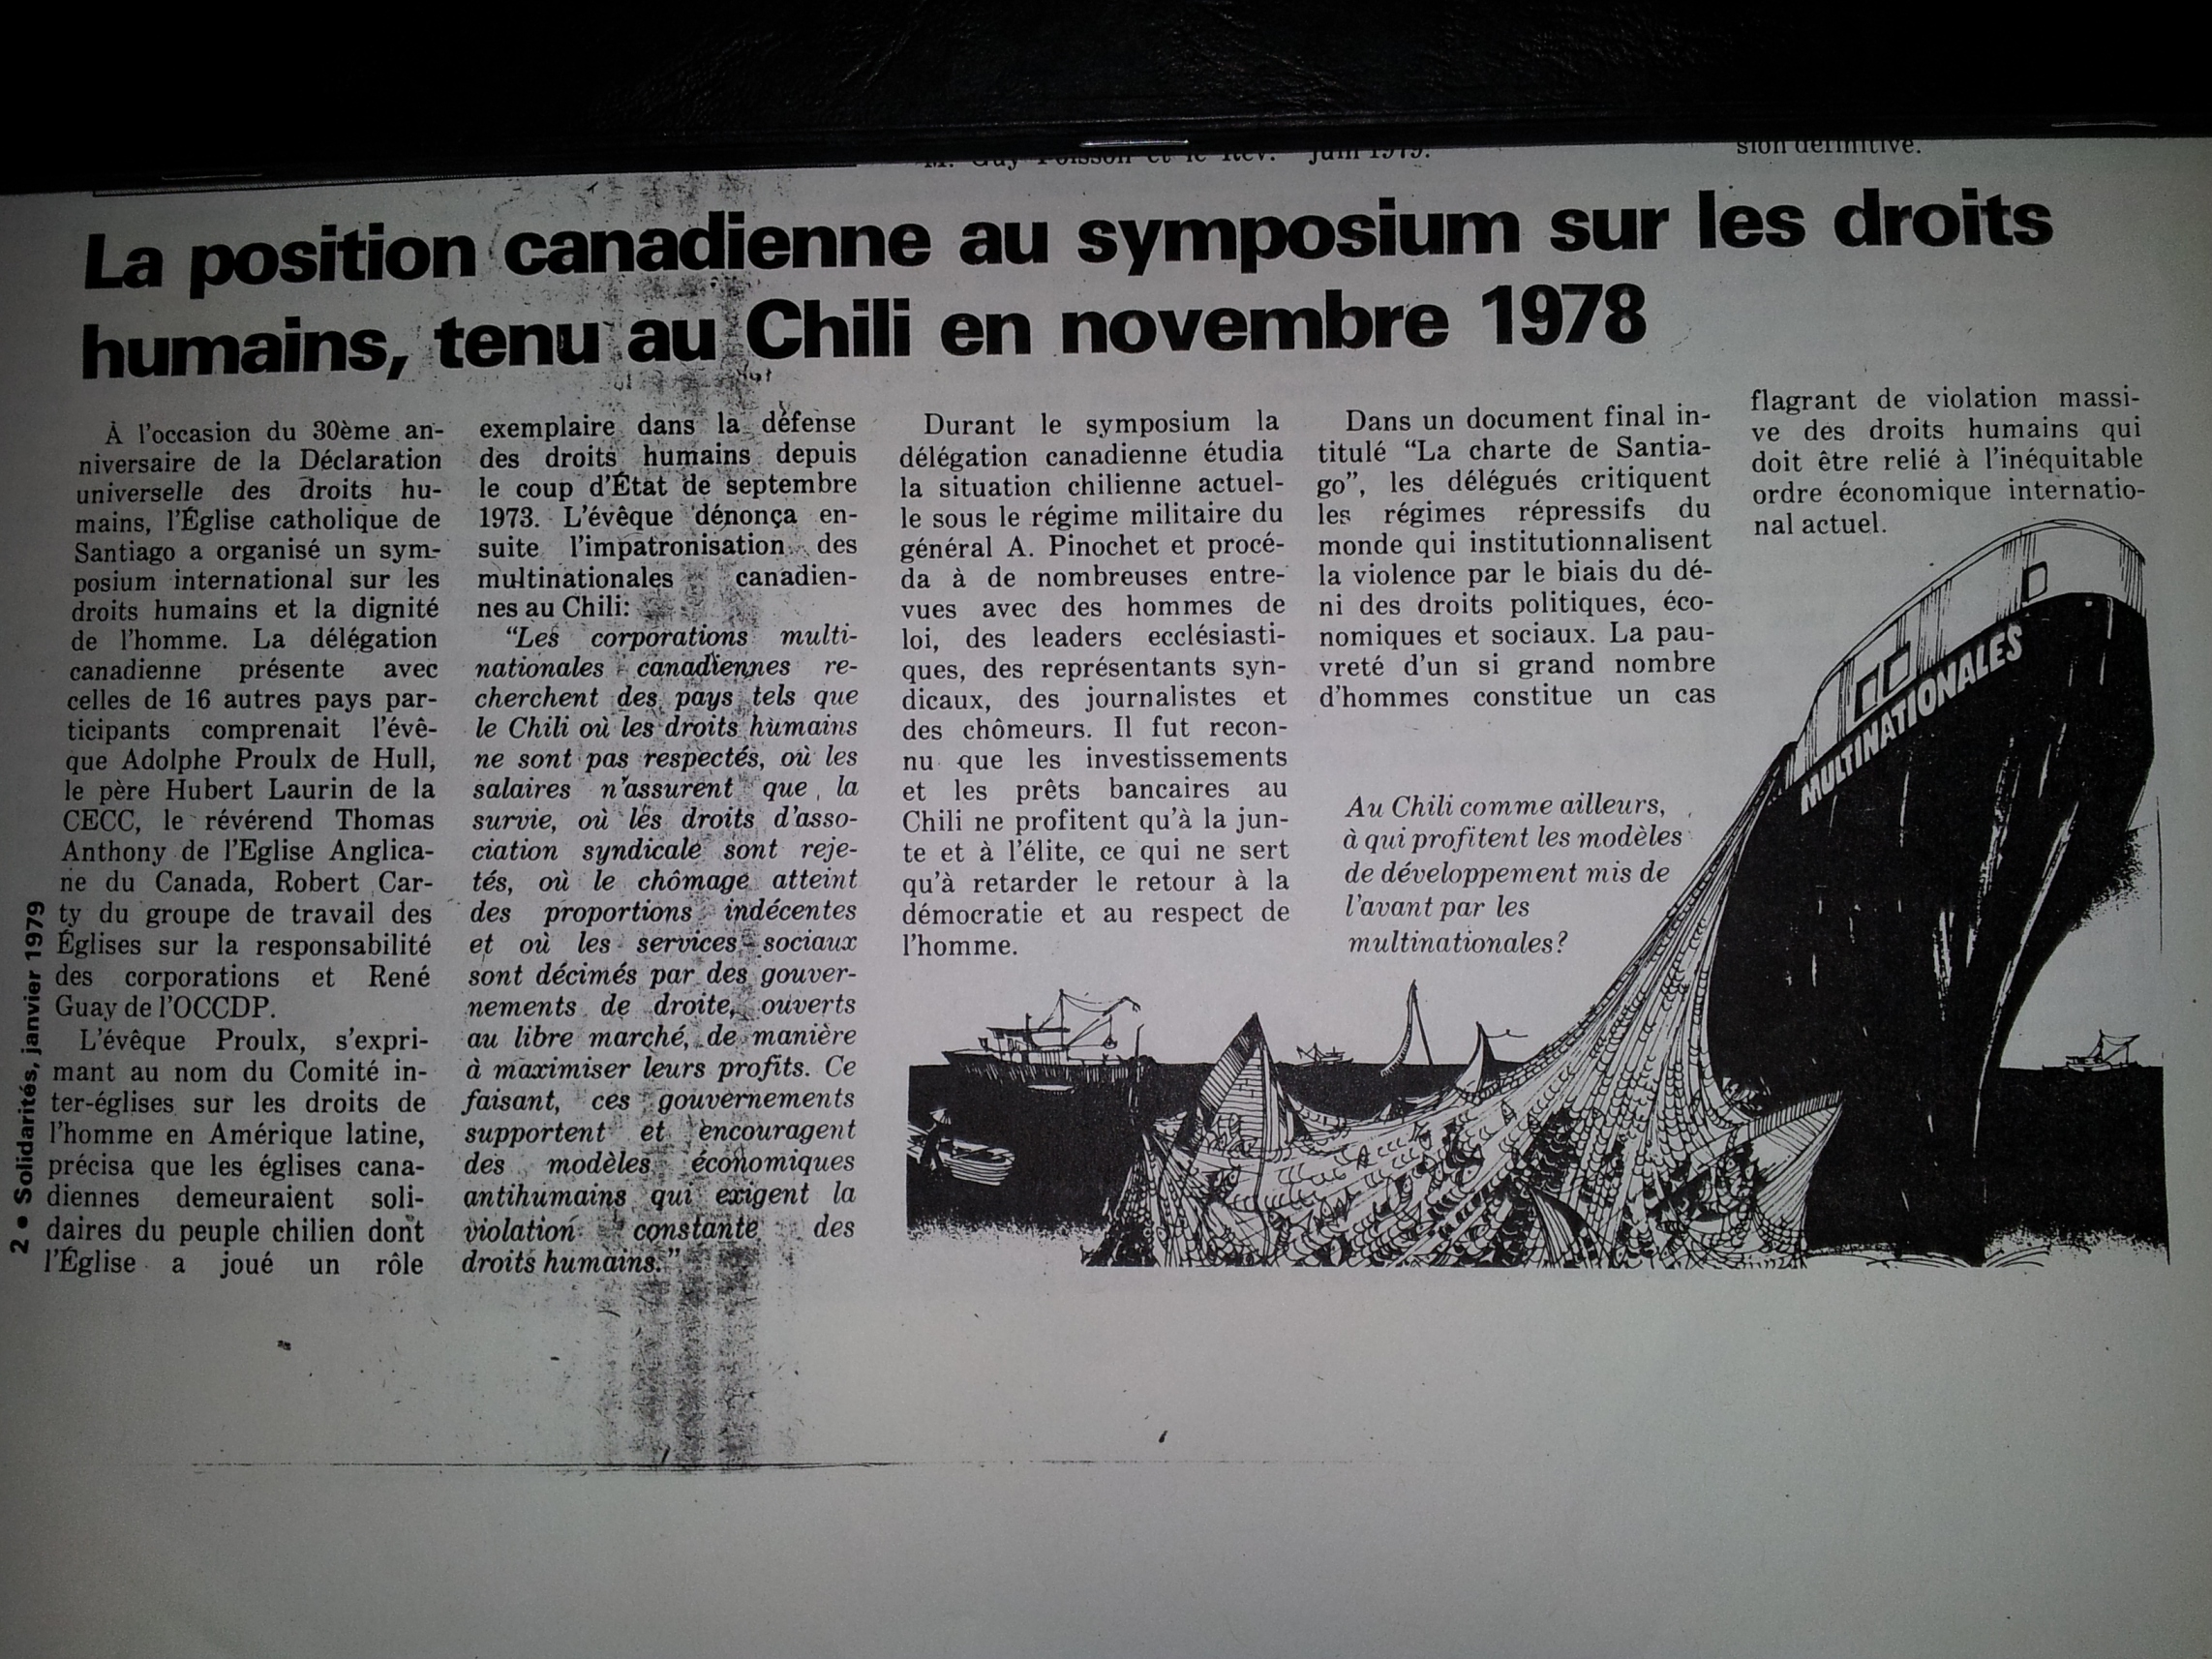 M. Guy Poisson et le Rév.
juin 1979.
sion définitive.
La position canadienne au symposium sur les droits
humains, tenu au Chili en novembre 1978
À l'occasion du 30ème an-
niversaire de la Déclaration
universelle des droits hu-
mains, l'Église catholique de
Santiago a organisé un sym-
posium international sur les
droits humains et la dignité
de l'homme. La délégation
canadienne présente avec
celles de 16 autres pays par-
ticipants comprenait l'évê-
que Adolphe Proulx de Hull,
le père Hubert Laurin de la
CECC, le révérend Thomas
Anthony de l'Eglise Anglica-
ne du Canada, Robert Car-
ty du groupe de travail des
Églises sur la responsabilité
des corporations et René
Guay de l'OCCDP.
L'évêque Proulx, s'expri-
mant au nom du Comité in-
ter-églises sur les droits de
l'homme en Amérique latine,
précisa que les églises cana-
diennes demeuraient soli-
daires du peuple chilien dont
l'Église a joué un rôle
exemplaire dans la défense
des droits humains depuis
le coup d'État de septembre
1973. L'évêque dénonça en-
suite l'impatronisation des
multinationales canadien-
nes au Chili:
"Les corporations multi-
nationales canadiennes re-
cherchent des pays tels que
le Chili où les droits humains
ne sont pas respectés, où les
salaires n'assurent que la
survie, où les droits d'asso-
ciation syndicale sont reje-
tés, où le chômage atteint
des proportions indécentes
et où les services sociaux
sont décimés par des gouver-
nements de droite, ouverts
au libre marché, de manière
à maximiser leurs profits. Ce
faisant, ces gouvernements
supportent et encouragent
des modèles économiques
antihumains qui exigent la
violation constante des
droits humains."
Durant le symposium la
délégation canadienne étudia
la situation chilienne actuel-
le sous le régime militaire du
général A. Pinochet et procé-
da à de nombreuses entre-
vues avec des hommes de
loi, des leaders ecclésiasti-
ques, des représentants syn-
dicaux, des journalistes et
des chômeurs. Il fut recon-
nu que les investissements
et les prêts bancaires au
Chili ne profitent qu'à la jun-
te et à l'élite, ce qui ne sert
qu'à retarder le retour à la
démocratie et au respect de
l'homme.
Dans un document final in-
titulé "La charte de Santia-
go", les délégués critiquent
les régimes répressifs du
monde qui institutionnalisent
la violence par le biais du dé-
ni des droits politiques, éco-
nomiques et sociaux. La pau-
vreté d'un si grand nombre
d'hommes constitue un cas
flagrant de violation massi-
ve des droits humains qui
doit être relié à l'inéquitable
ordre économique internatio-
nal actuel.
Au Chili comme ailleurs,
à qui profitent les modèles
de développement mis de
l'avant par les
multinationales?
MULTINATIONALES
2 • Solidarités, janvier 1979